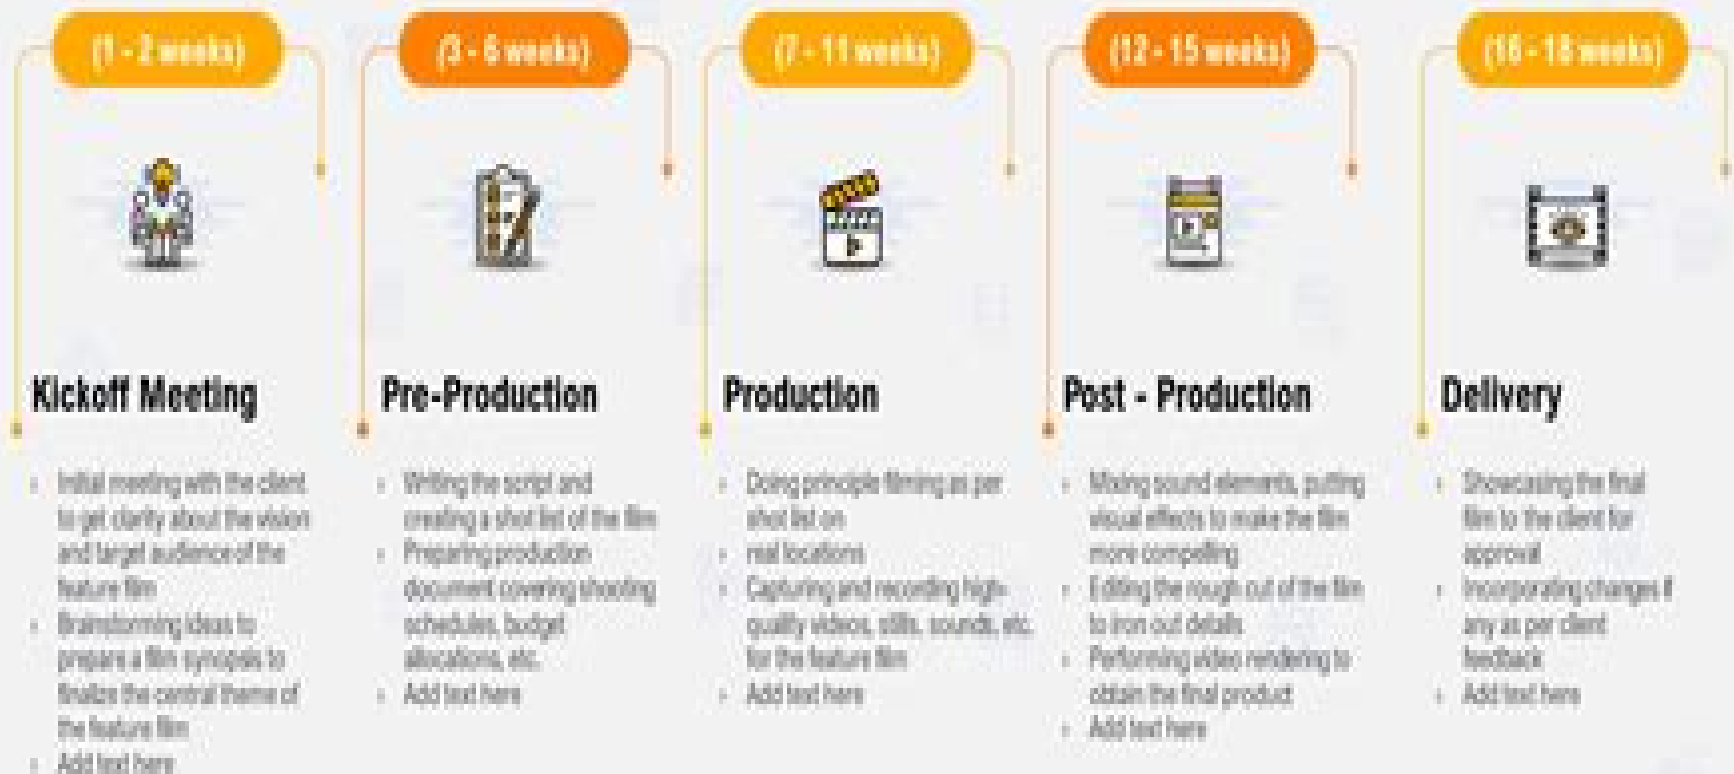 (1 - 2 weeks)
Kickoff Meeting
Initial meeting with the client
to get clarity about the vision
and target audience of the
feature film
Brainstorming ideas to
prepare a film synopsis to
finalize the central theme of
the feature film
Add text here
(3 - 6 weeks)
Pre-Production
Writing the script and
creating a shot list of the film
Preparing production
document covering shooting
schedules, budget
allocations, etc.
Add text here
(7 - 11 weeks)
Production
Doing principle filming as per
shot list on
real locations
Capturing and recording high-
quality videos, stills, sounds, etc.
for the feature film
Add text here
(12 - 15 weeks)
Post - Production
Mixing sound elements, putting
visual effects to make the film
more compelling
Editing the rough cut of the film
to iron out details
Performing video rendering to
obtain the final product
Add text here
(16 - 18 weeks)
Delivery
Showcasing the final
film to the client for
approval
Incorporating changes if
any as per client
feedback
Add text here